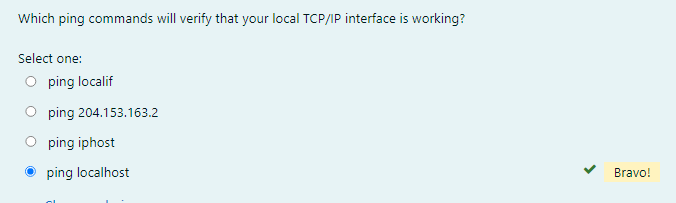 Which ping commands will verify that your local TCP/IP interface is working?
Select one:
ping localif
ping 204.153.163.2
ping iphost
ping localhost
Bravo!